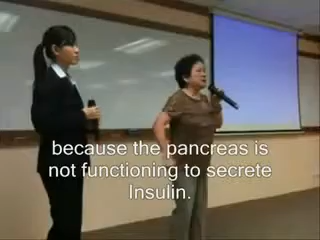 because the pancreas is
not functioning to secrete
Insulin.